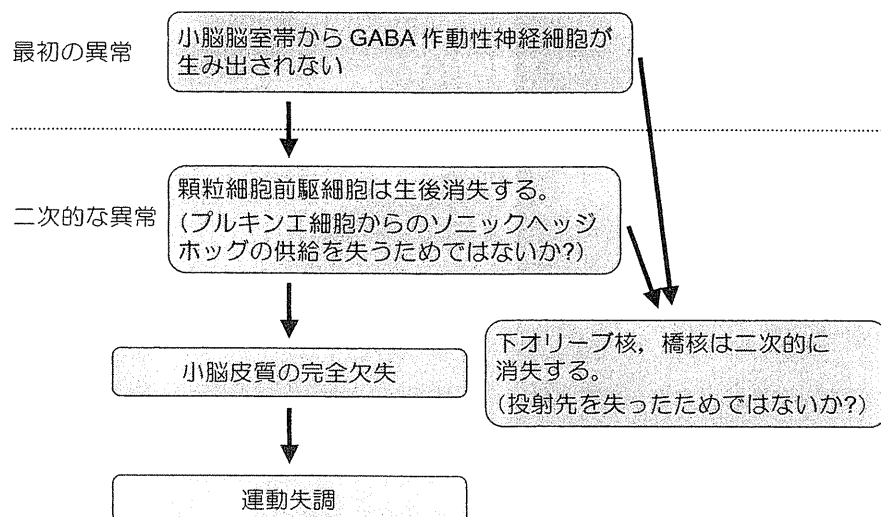 最初の異常
小脳脳室帯から GABA 作動性神経細胞が
生み出されない
二次的な異常
顆粒細胞前駆細胞は生後消失する。
(プルキンエ細胞からのソニックヘッジ
ホッグの供給を失うためではないか?)
小脳皮質の完全欠失
下オリーブ核，橋核は二次的に
消失する。
(投射先を失ったためではないか?)
運動失調